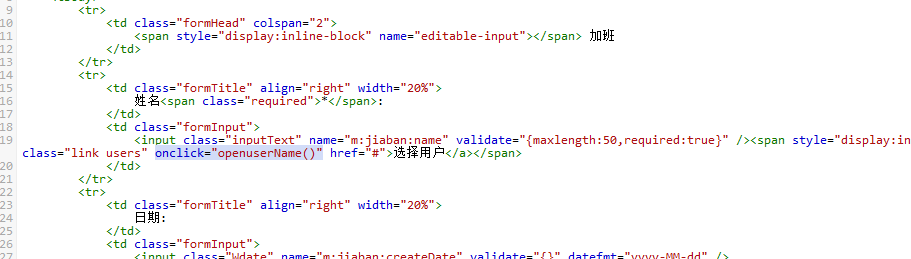 9 <tr>
10 <td class="formHead" colspan="2">
11 <span style="display:inline-block" name="editable-input"></span> 加班
12 </td>
13 </tr>
14 <tr>
15 <td class="formTitle" align="right" width="20%">
16 姓名<span class="required">*</span>:
17 </td>
18 <td class="formInput">
19 <input class="inputText" name="m:jiaban:name" validate="{maxlength:50,required:true}" /><span style="display:in
class="link users" onclick="openuserName()" href="#">选择用户</a></span>
20 </td>
21 </tr>
22 <tr>
23 <td class="formTitle" align="right" width="20%">
24 日期:
25 </td>
26 <td class="formInput">
27 <input class="Wdate" name="m:jiaban:createDate" validate="{}" datefmt="yyyy-MM-dd" />